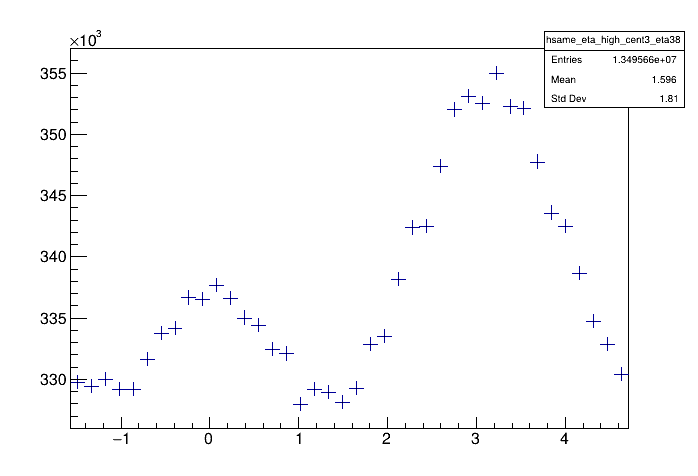 ×10³
hsame_eta_high_cent3_eta38
Entries 1.349566e+07
Mean 1.596
Std Dev 1.81
355
350
345
340
335
330
−1 0 1 2 3 4